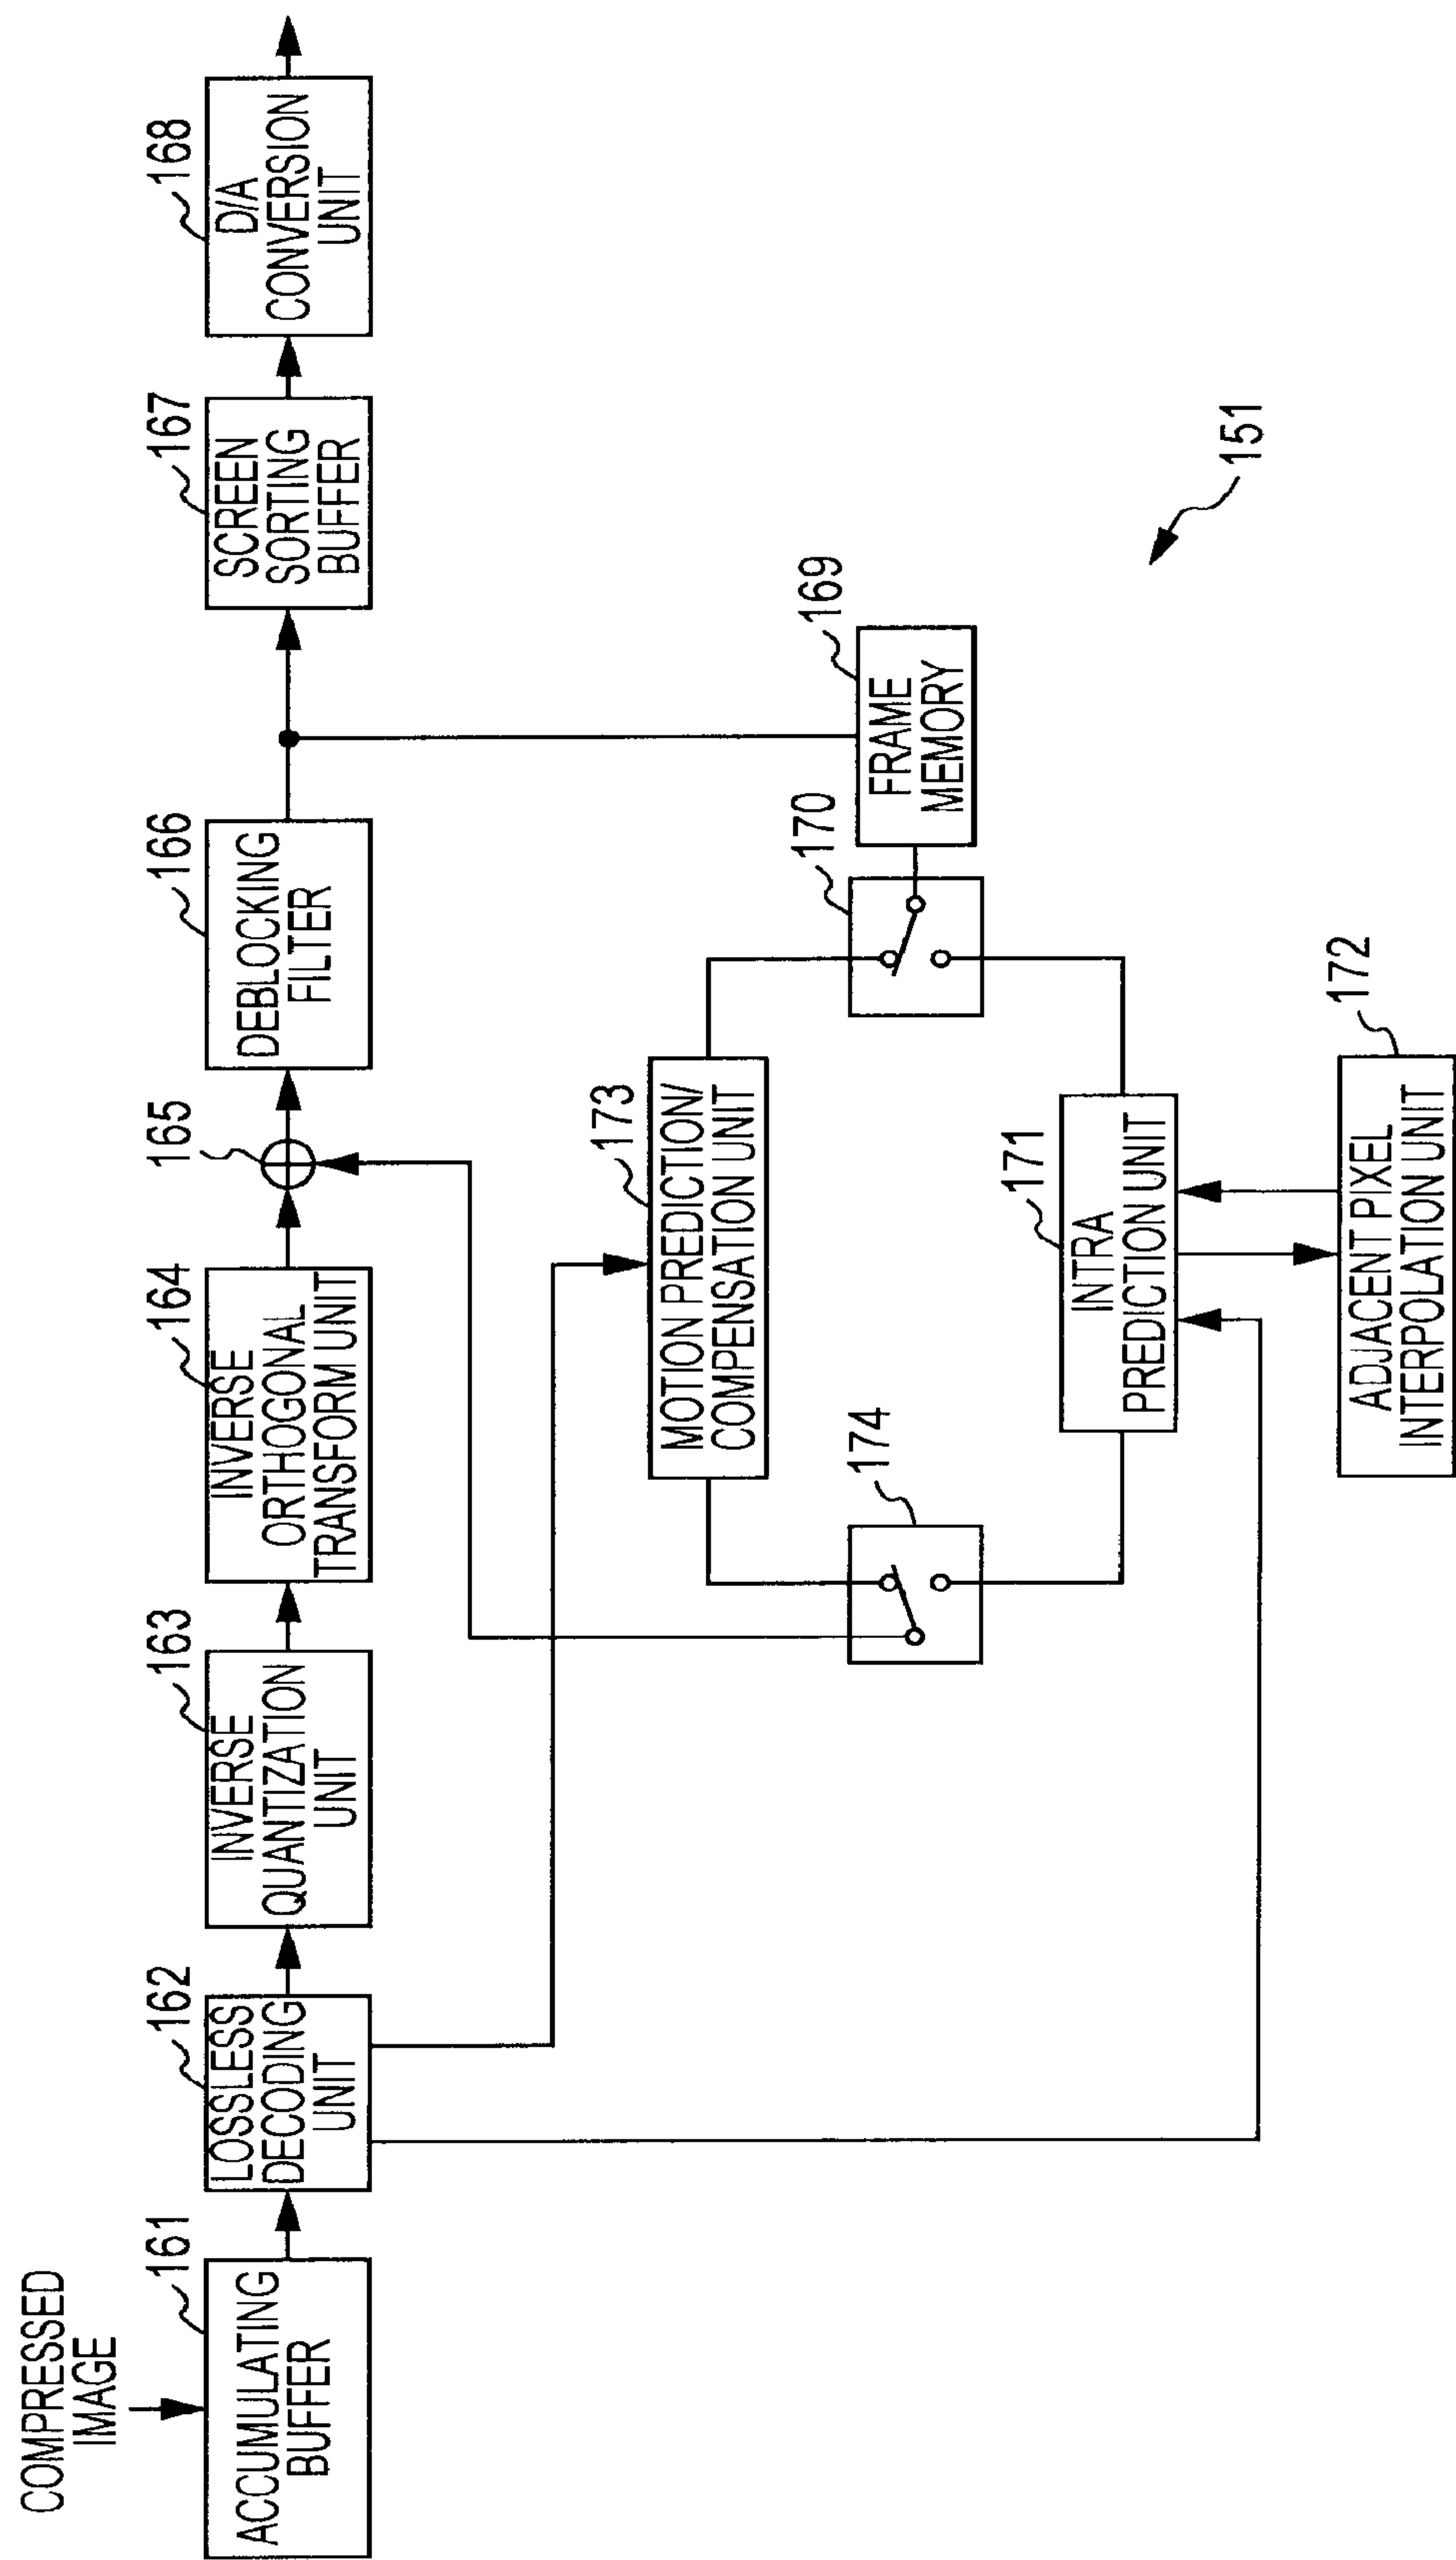 COMPRESSED
IMAGE
161
ACCUMULATING
BUFFER
162
LOSSLESS
DECODING
UNIT
163
INVERSE
QUANTIZATION
UNIT
164
INVERSE
ORTHOGONAL
TRANSFORM UNIT
165
166
DEBLOCKING
FILTER
167
SCREEN
SORTING
BUFFER
168
D/A
CONVERSION
UNIT
173
MOTION PREDICTION/
COMPENSATION UNIT
174
170
169
FRAME
MEMORY
171
INTRA
PREDICTION UNIT
172
ADJACENT PIXEL
INTERPOLATION UNIT
151